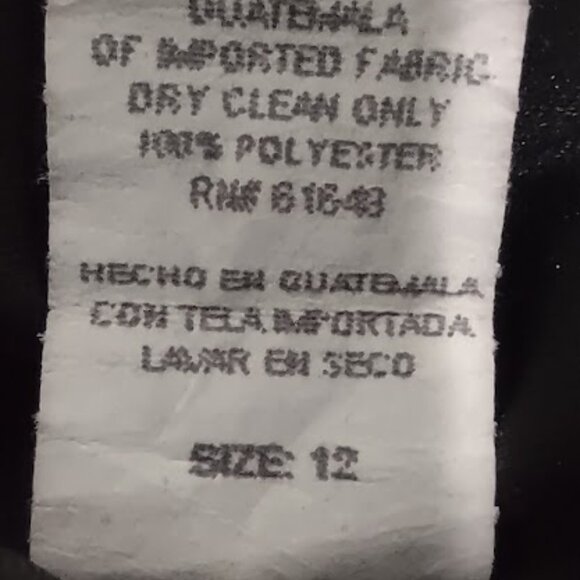 GUATEMALA
OF IMPORTED FABRIC
DRY CLEAN ONLY
100% POLYESTER
RN# 61648
HECHO EN GUATEMALA
CON TELA IMPORTADA
LAVAR EN SECO
SIZE: 12